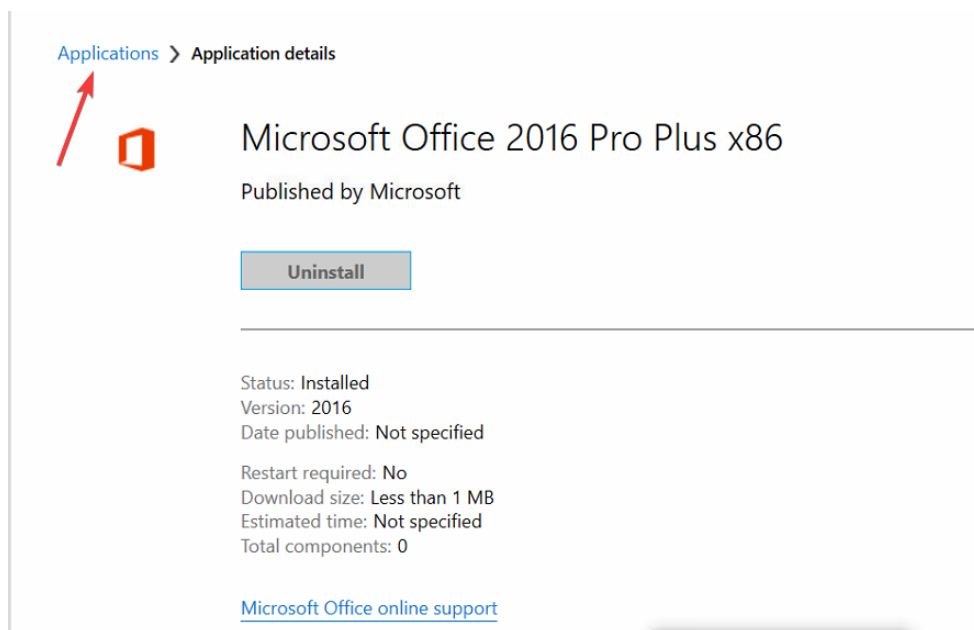 Applications ❯ Application details
Microsoft Office 2016 Pro Plus x86
Published by Microsoft
Uninstall
Status: Installed
Version: 2016
Date published: Not specified
Restart required: No
Download size: Less than 1 MB
Estimated time: Not specified
Total components: 0
Microsoft Office online support